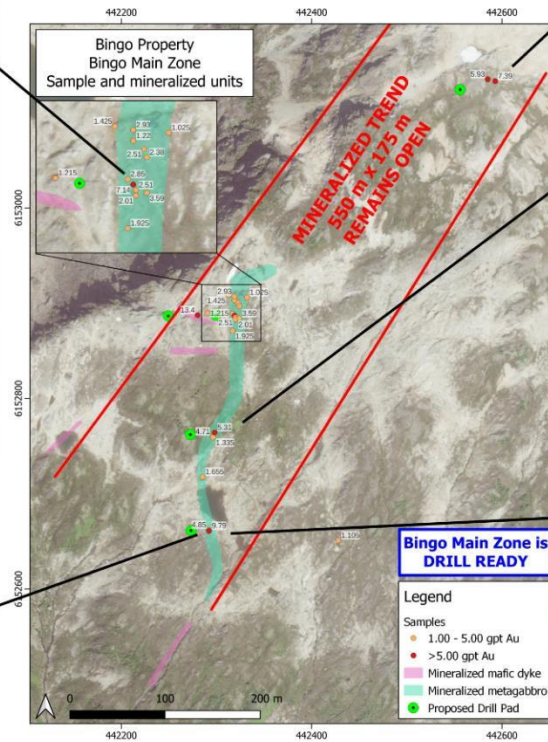 442200
442400
442600
Bingo Property
Bingo Main Zone
Sample and mineralized units
1.425
2.93
1.025
1.22
2.51
2.38
1.215
2.85
7.16
2.51
2.01
3.59
1.925
5.93
7.39
MINERALIZED TREND
550 m x 175 m
REMAINS OPEN
6153000
2.93
1.025
1.425
13.4
1.215
3.59
2.51
2.01
1.925
6152800
4.71
5.31
1.335
1.655
4.85
9.79
1.105
6152600
Bingo Main Zone is
DRILL READY
Legend
Samples
1.00 - 5.00 gpt Au
>5.00 gpt Au
Mineralized mafic dyke
Mineralized metagabbro
Proposed Drill Pad
0 100 200 m
442200
442400
442600